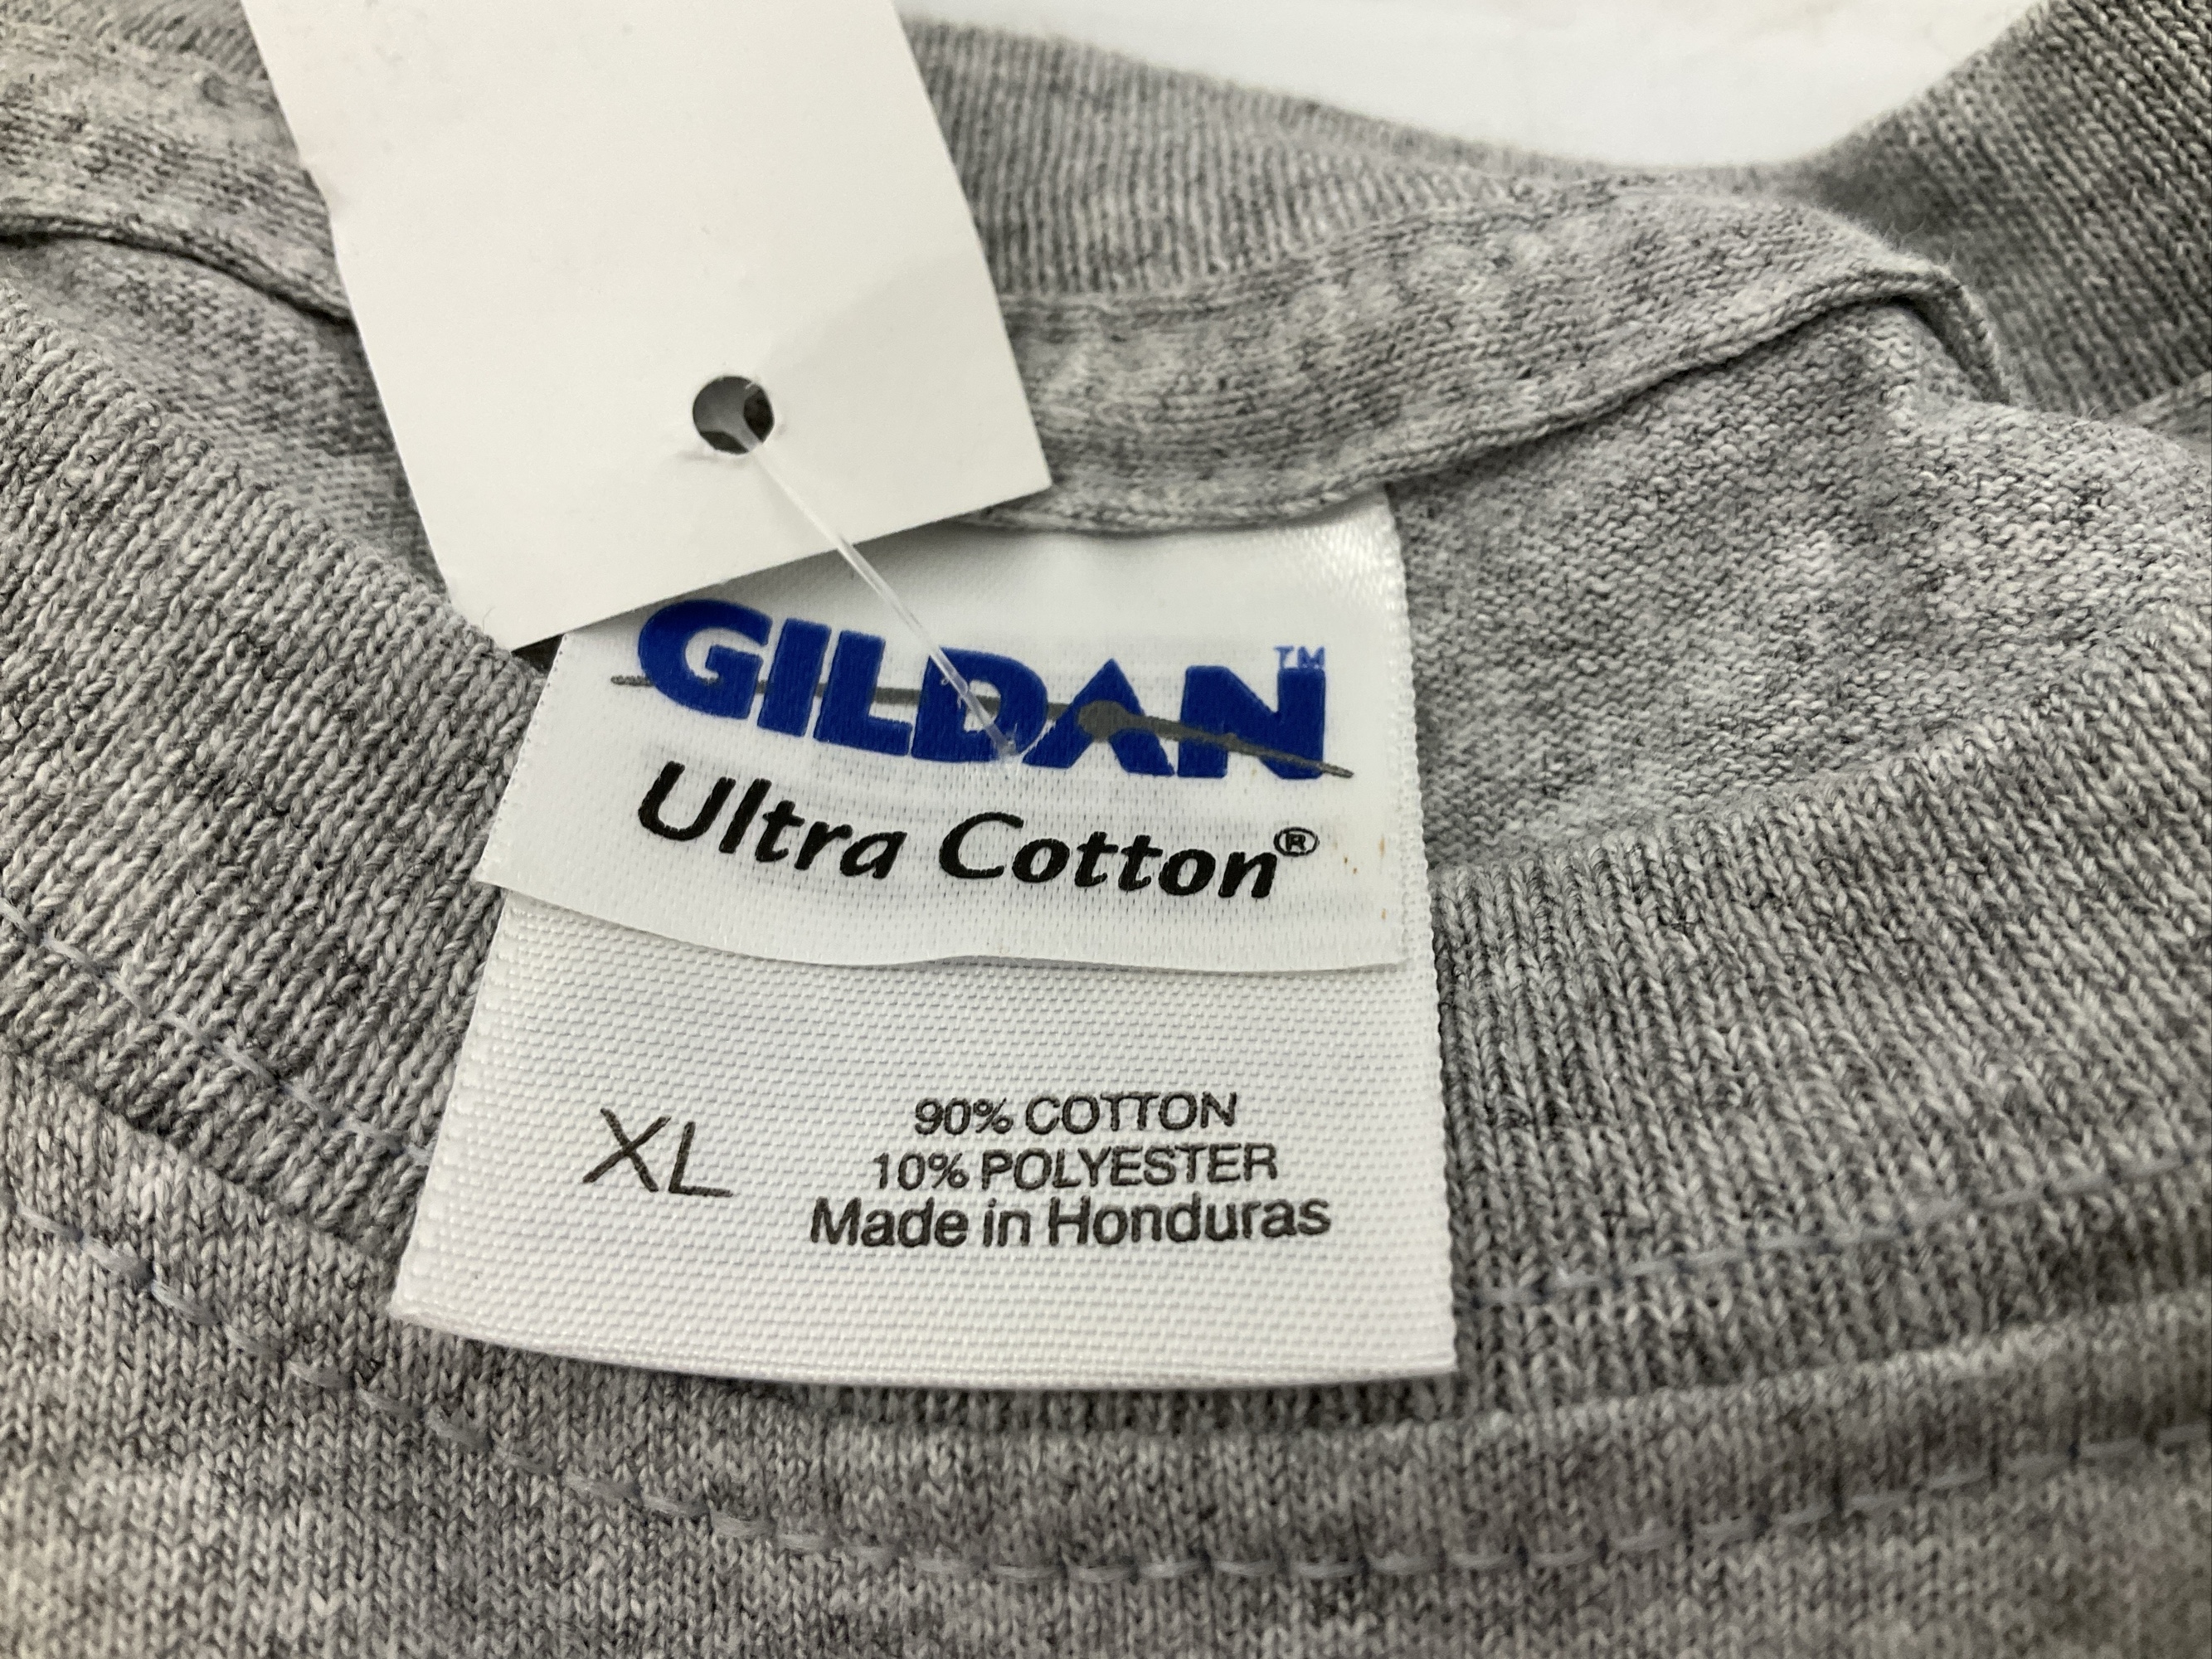 GILDAN™
Ultra Cotton®
XL
90% COTTON
10% POLYESTER
Made in Honduras